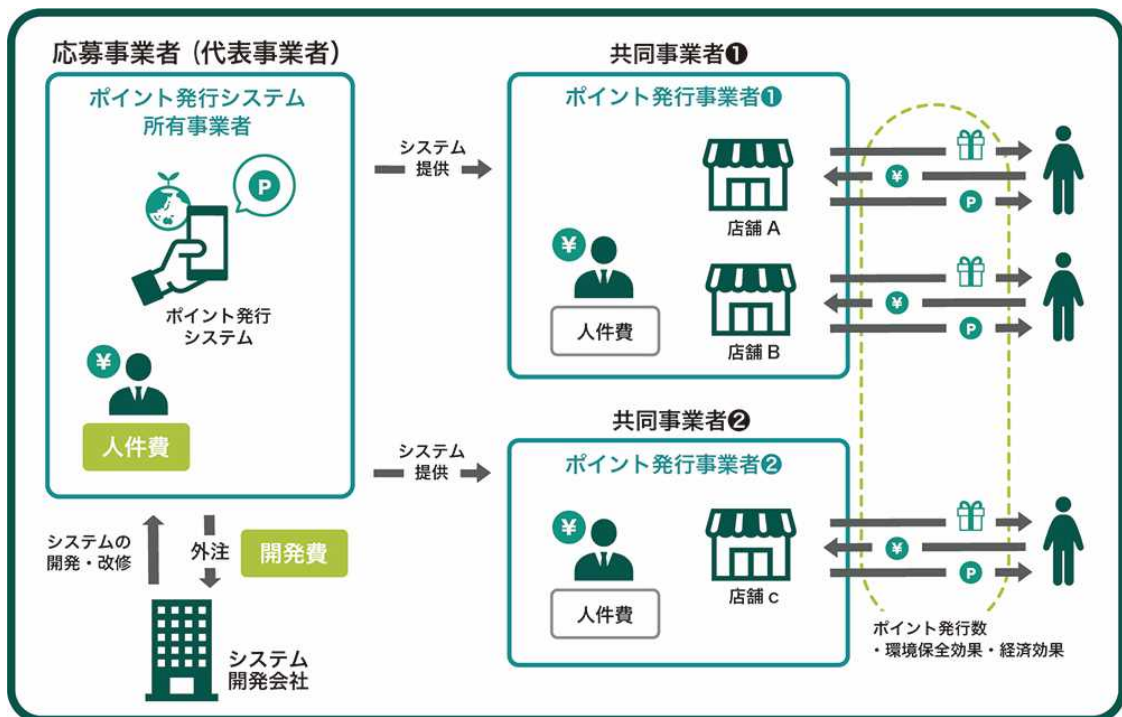 応募事業者（代表事業者）
ポイント発行システム
所有事業者
P
ポイント発行
システム
¥
人件費
システムの
開発・改修
外注
開発費
システム
開発会社
システム
提供
共同事業者❶
ポイント発行事業者❶
店舗 A
¥
人件費
店舗 B
¥
P
¥
P
システム
提供
共同事業者❷
ポイント発行事業者❷
¥
人件費
店舗 c
¥
P
ポイント発行数
・環境保全効果・経済効果